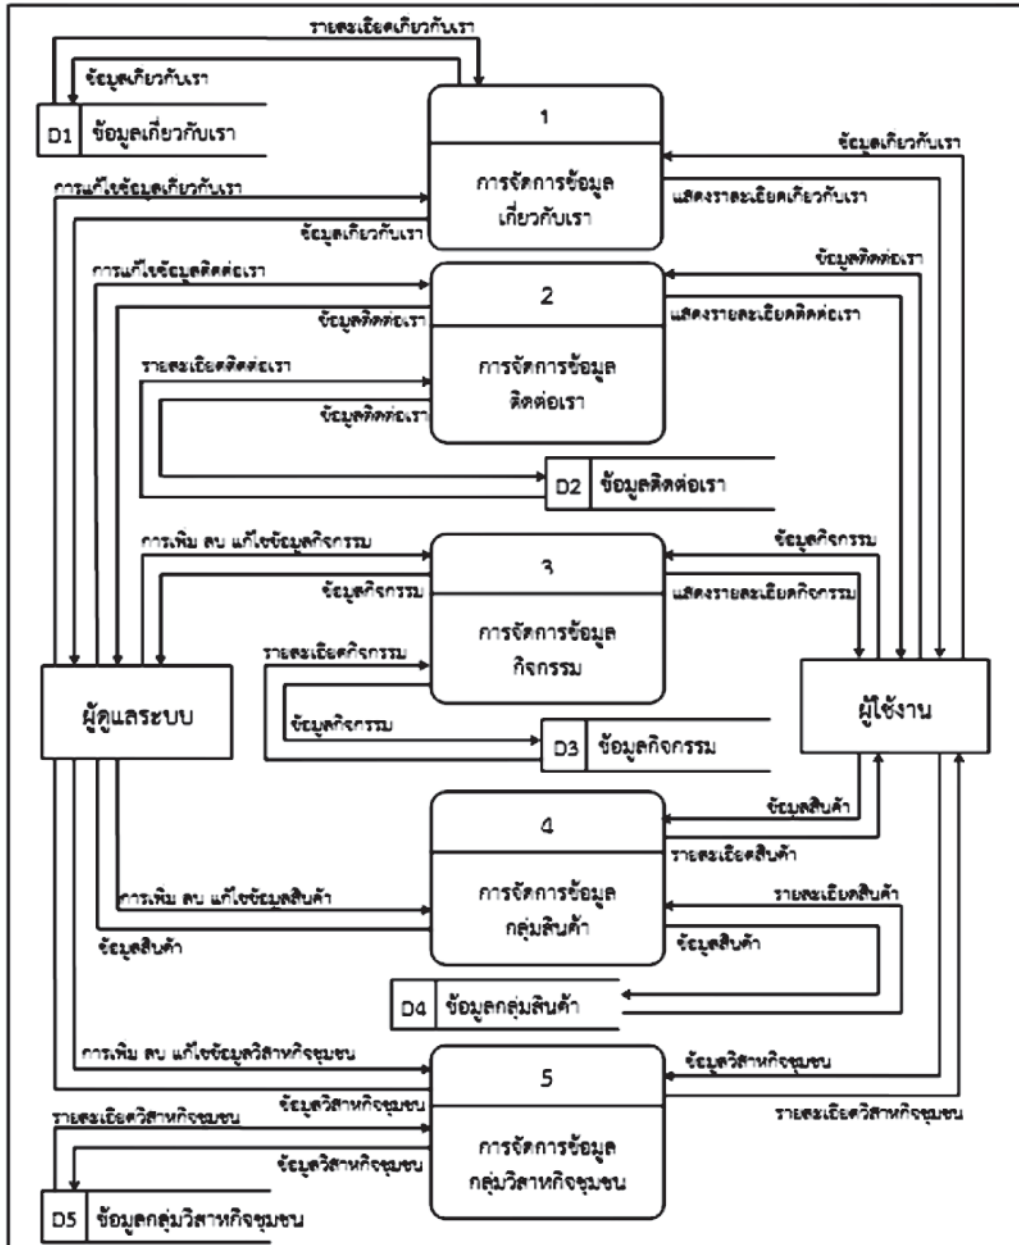 รายละเอียดเกี่ยวกับเรา
ข้อมูลเกี่ยวกับเรา
D1 ข้อมูลเกี่ยวกับเรา
1
การจัดการข้อมูล
เกี่ยวกับเรา
ข้อมูลเกี่ยวกับเรา
แสดงราละเอียดเกี่ยวกับเรา
การแก้ไขข้อมูลเกี่ยวกับเรา
ข้อมูลเกี่ยวกับเรา
การแก้ไขข้อมูลติดต่อเรา
ข้อมูลติดต่อเรา
2
การจัดการข้อมูล
ติดต่อเรา
ข้อมูลติดต่อเรา
แสดงรายละเอียดติดต่อเรา
รายละเอียดติดต่อเรา
ข้อมูลติดต่อเรา
D2 ข้อมูลติดต่อเรา
การเพิ่ม ลบ แก้ไขข้อมูลกิจกรรม
ข้อมูลกิจกรรม
3
การจัดการข้อมูล
กิจกรรม
ข้อมูลกิจกรรม
แสดงรายละเอียดกิจกรรม
รายละเอียดกิจกรรม
ข้อมูลกิจกรรม
D3 ข้อมูลกิจกรรม
ผู้ดูแลระบบ
ผู้ใช้งาน
4
การจัดการข้อมูล
กลุ่มสินค้า
ข้อมูลสินค้า
รายละเอียดสินค้า
การเพิ่ม ลบ แก้ไขข้อมูลสินค้า
ข้อมูลสินค้า
รายละเอียดสินค้า
ข้อมูลสินค้า
D4 ข้อมูลกลุ่มสินค้า
การเพิ่ม ลบ แก้ไขข้อมูลวิสาหกิจชุมชน
ข้อมูลวิสาหกิจชุมชน
5
การจัดการข้อมูล
กลุ่มวิสาหกิจชุมชน
ข้อมูลวิสาหกิจชุมชน
รายละเอียดวิสาหกิจชุมชน
รายละเอียดวิสาหกิจชุมชน
ข้อมูลวิสาหกิจชุมชน
D5 ข้อมูลกลุ่มวิสาหกิจชุมชน